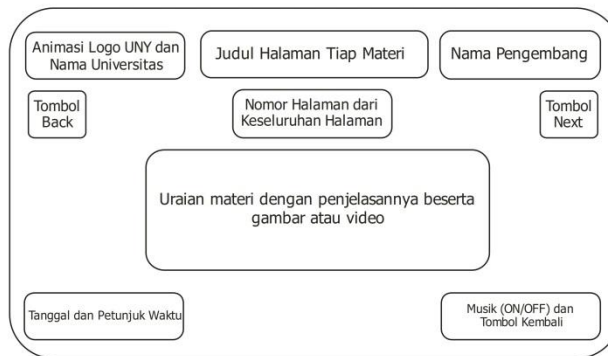 Animasi Logo UNY dan
Nama Universitas
Judul Halaman Tiap Materi
Nama Pengembang
Tombol
Back
Nomor Halaman dari
Keseluruhan Halaman
Tombol
Next
Uraian materi dengan penjelasannya beserta
gambar atau video
Tanggal dan Petunjuk Waktu
Musik (ON/OFF) dan
Tombol Kembali